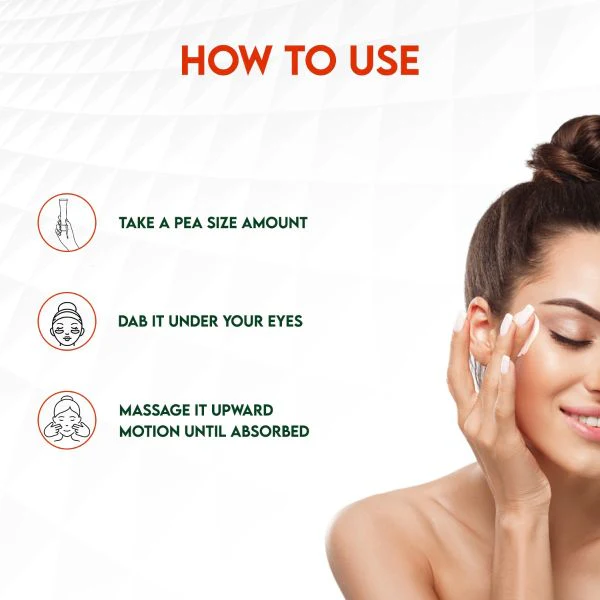 HOW TO USE
TAKE A PEA SIZE AMOUNT
DAB IT UNDER YOUR EYES
MASSAGE IT UPWARD
MOTION UNTIL ABSORBED